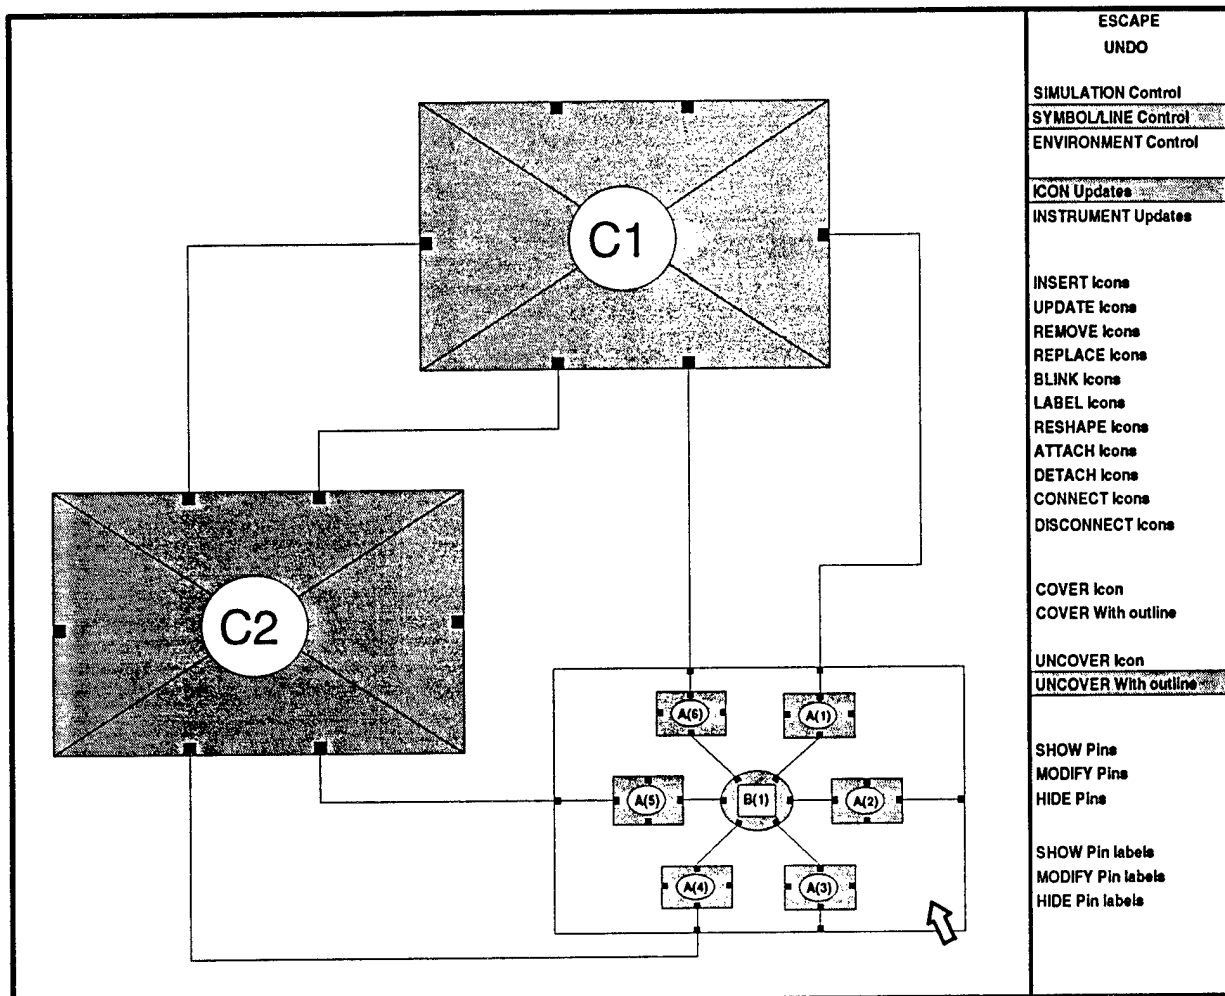 ESCAPE
UNDO
SIMULATION Control
SYMBOL/LINE Control
ENVIRONMENT Control
ICON Updates
INSTRUMENT Updates
INSERT Icons
UPDATE Icons
REMOVE Icons
REPLACE Icons
BLINK Icons
LABEL Icons
RESHAPE Icons
ATTACH Icons
DETACH Icons
CONNECT Icons
DISCONNECT Icons
COVER Icon
COVER With outline
UNCOVER Icon
UNCOVER With outline
SHOW Pins
MODIFY Pins
HIDE Pins
SHOW Pin labels
MODIFY Pin labels
HIDE Pin labels
C1
C2
A(6)
A(1)
A(5)
B(1)
A(2)
A(4)
A(3)